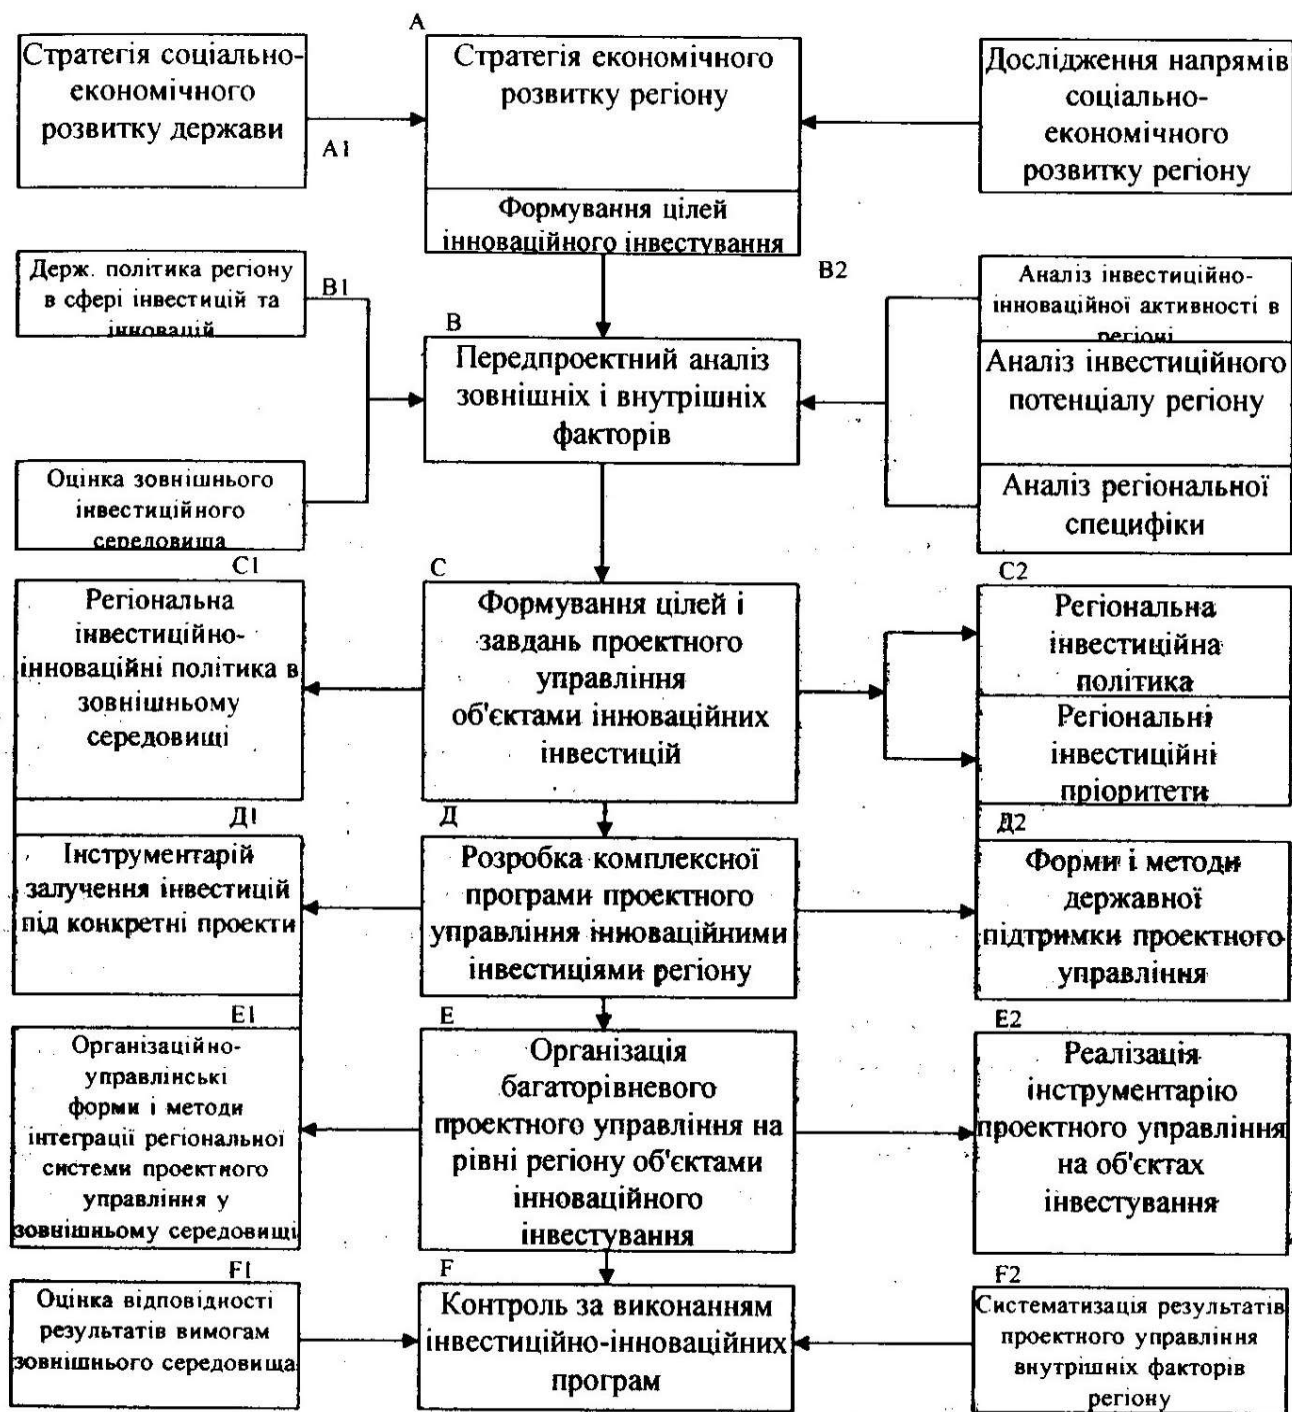 A
Стратегія соціально-
економічного
розвитку держави
A1
Стратегія економічного
розвитку регіону
Формування цілей
інноваційного інвестування
Дослідження напрямів
соціально-
економічного
розвитку регіону
Держ. політика регіону
в сфері інвестицій та
інновацій
B1
Оцінка зовнішнього
інвестиційного
середовища
B
Передпроектний аналіз
зовнішніх і внутрішніх
факторів
B2
Аналіз інвестиційно-
інноваційної активності в
регіоні
Аналіз інвестиційного
потенціалу регіону
Аналіз регіональної
специфіки
C1
Регіональна
інвестиційно-
інноваційні політика в
зовнішньому
середовищі
C
Формування цілей і
завдань проектного
управління
об'єктами інноваційних
інвестицій
C2
Регіональна
інвестиційна
політика
Регіональні
інвестиційні
пріоритети
Д1
Інструментарій
залучення інвестицій
під конкретні проекти
Д
Розробка комплексної
програми проектного
управління інноваційними
інвестиціями регіону
Д2
Форми і методи
державної
підтримки проектного
управління
E1
Організаційно-
управлінські
форми і методи
інтеграції регіональної
системи проектного
управління у
зовнішньому середовищі
E
Організація
багаторівневого
проектного управління на
рівні регіону об'єктами
інноваційного
інвестування
E2
Реалізація
інструментарію
проектного управління
на об'єктах
інвестування
F1
Оцінка відповідності
результатів вимогам
зовнішнього середовища
F
Контроль за виконанням
інвестиційно-інноваційних
програм
F2
Систематизація результатів
проектного управління
внутрішніх факторів
регіону